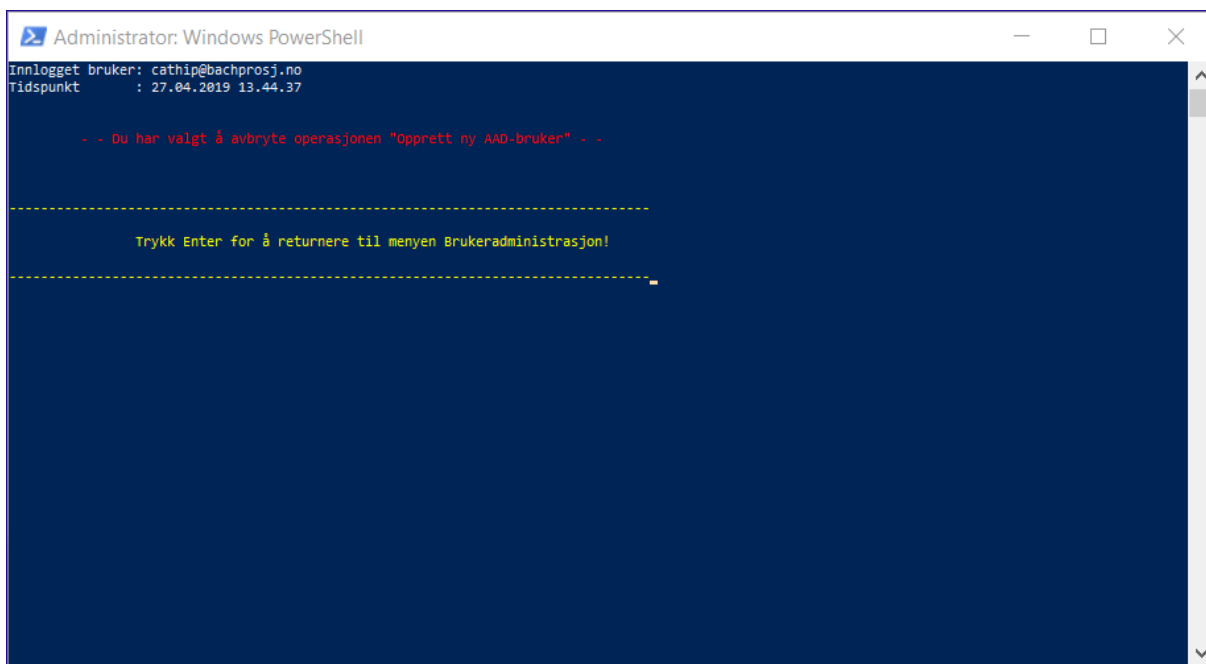 Administrator: Windows PowerShell
Innlogget bruker: cathip@bachprosj.no
Tidspunkt : 27.04.2019 13.44.37
- - Du har valgt å avbryte operasjonen "Opprett ny AAD-bruker" - -
--------------------------------------------------------------------------------
Trykk Enter for å returnere til menyen Brukeradministrasjon!
--------------------------------------------------------------------------------